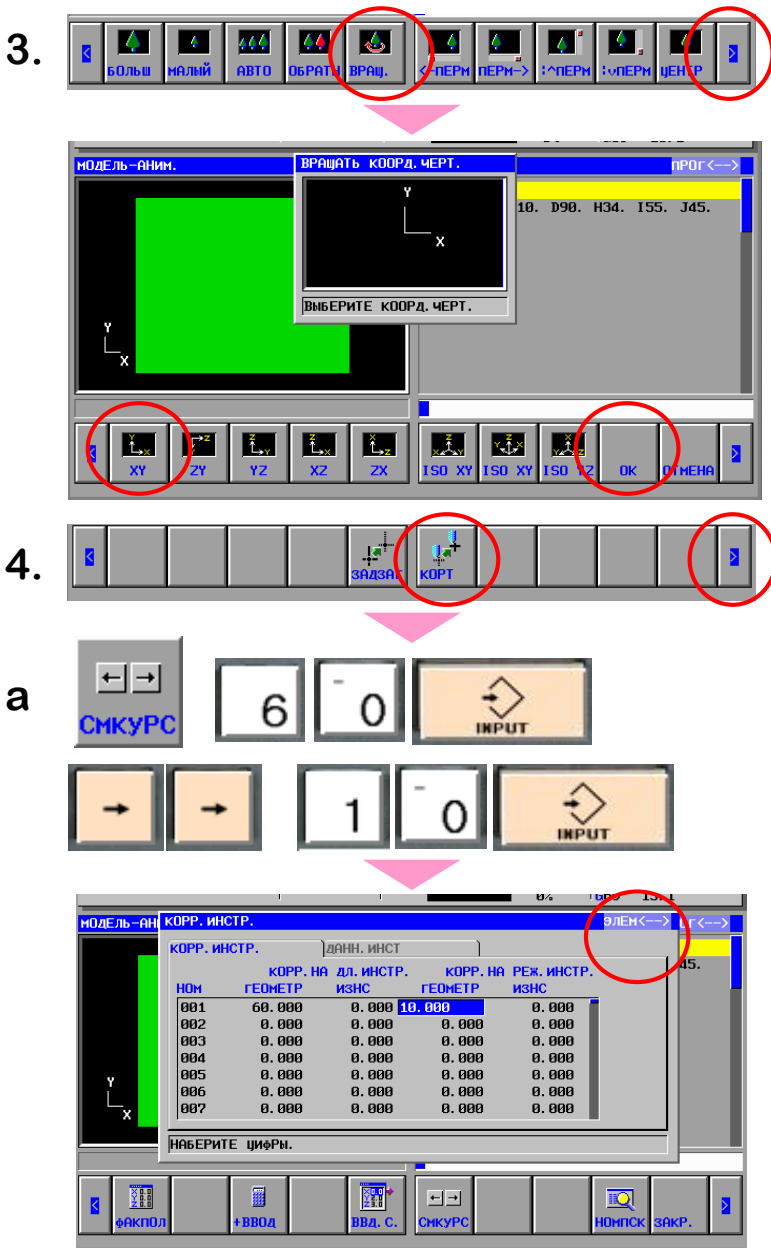 3.
< БОЛЬШ МАЛЫЙ АВТО ОБРАТН ВРАЩ. <-ПЕРМ ПЕРМ-> :^ПЕРМ :vПЕРМ ЦЕНТР >
МОДЕЛЬ-АНИМ.
ПРОГ<-->
ВРАЩАТЬ КООРД.ЧЕРТ.
Y
X
10. D90. H34. I55. J45.
ВЫБЕРИТЕ КООРД.ЧЕРТ.
Y
X
< XY ZY YZ XZ ZX ISO XY ISO XY ISO YZ OK ОТМЕНА >
4.
< ЗАДЗАГ КОРТ >
a
СМКУРС 6 - 0 INPUT
→ → 1 - 0 INPUT
0%
МОДЕЛЬ-АН
КОРР.ИНСТР.
ЭЛЕМ<-->
КОРР.ИНСТР. ДАНН.ИНСТ
45.
КОРР.НА ДЛ.ИНСТР. КОРР.НА РЕЖ.ИНСТР.
НОМ ГЕОМЕТР ИЗНС ГЕОМЕТР ИЗНС
001 60.000 0.000 10.000 0.000
002 0.000 0.000 0.000 0.000
003 0.000 0.000 0.000 0.000
004 0.000 0.000 0.000 0.000
005 0.000 0.000 0.000 0.000
006 0.000 0.000 0.000 0.000
007 0.000 0.000 0.000 0.000
Y
X
НАБЕРИТЕ ЦИФРЫ.
< ФАКПОЛ +ВВОД ВВД.С. СМКУРС НОМПСК ЗАКР. >